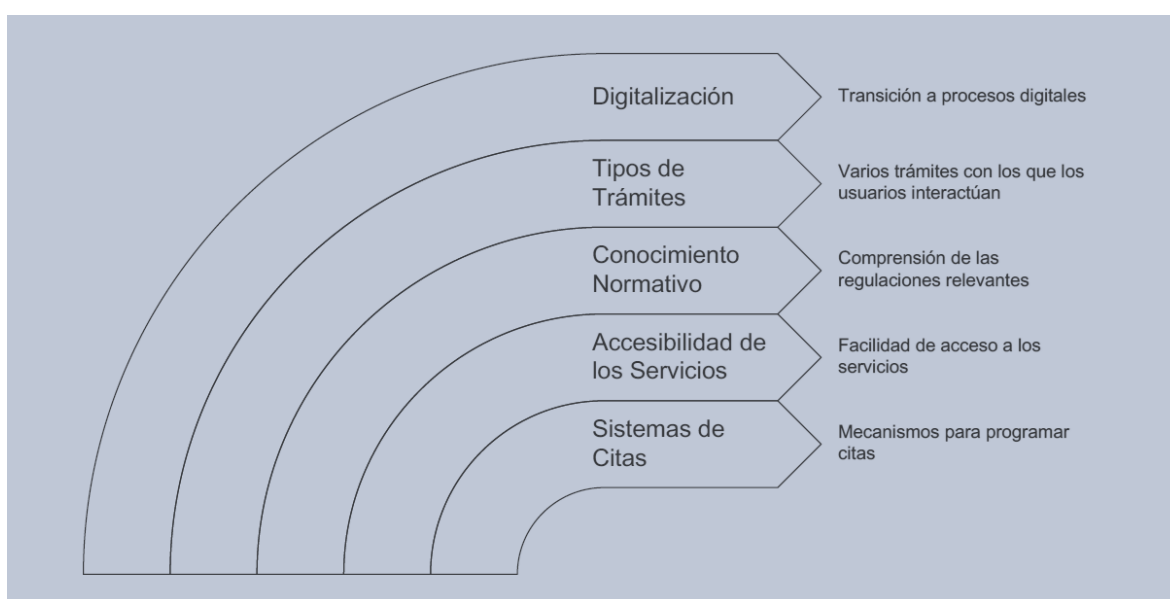 Digitalización
Transición a procesos digitales
Tipos de
Trámites
Varios trámites con los que los
usuarios interactúan
Conocimiento
Normativo
Comprensión de las
regulaciones relevantes
Accesibilidad de
los Servicios
Facilidad de acceso a los
servicios
Sistemas de
Citas
Mecanismos para programar
citas